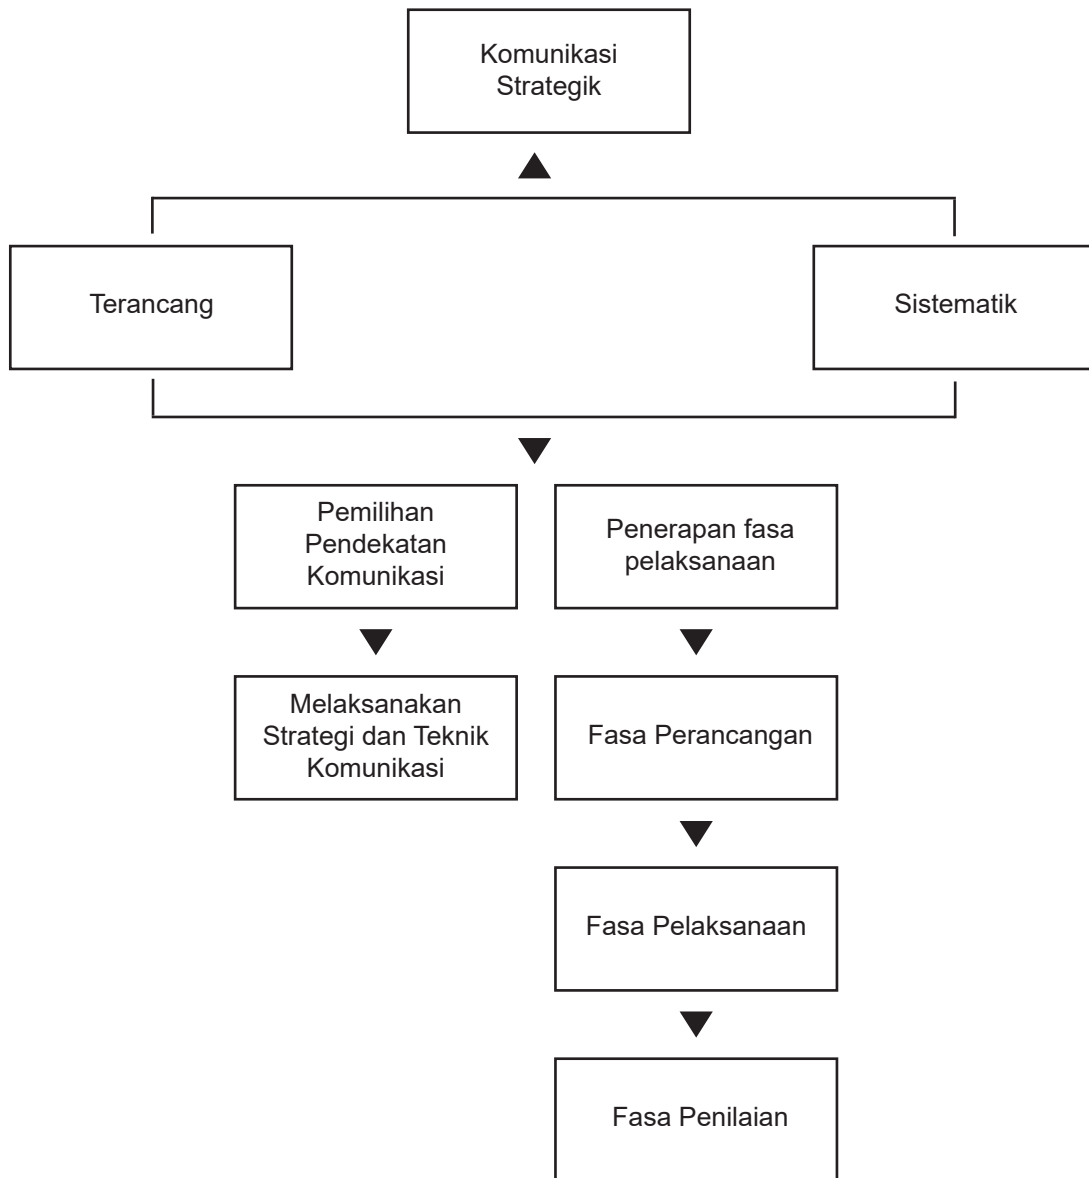 Komunikasi
Strategik
Terancang
Sistematik
Pemilihan
Pendekatan
Komunikasi
Penerapan fasa
pelaksanaan
Melaksanakan
Strategi dan Teknik
Komunikasi
Fasa Perancangan
Fasa Pelaksanaan
Fasa Penilaian